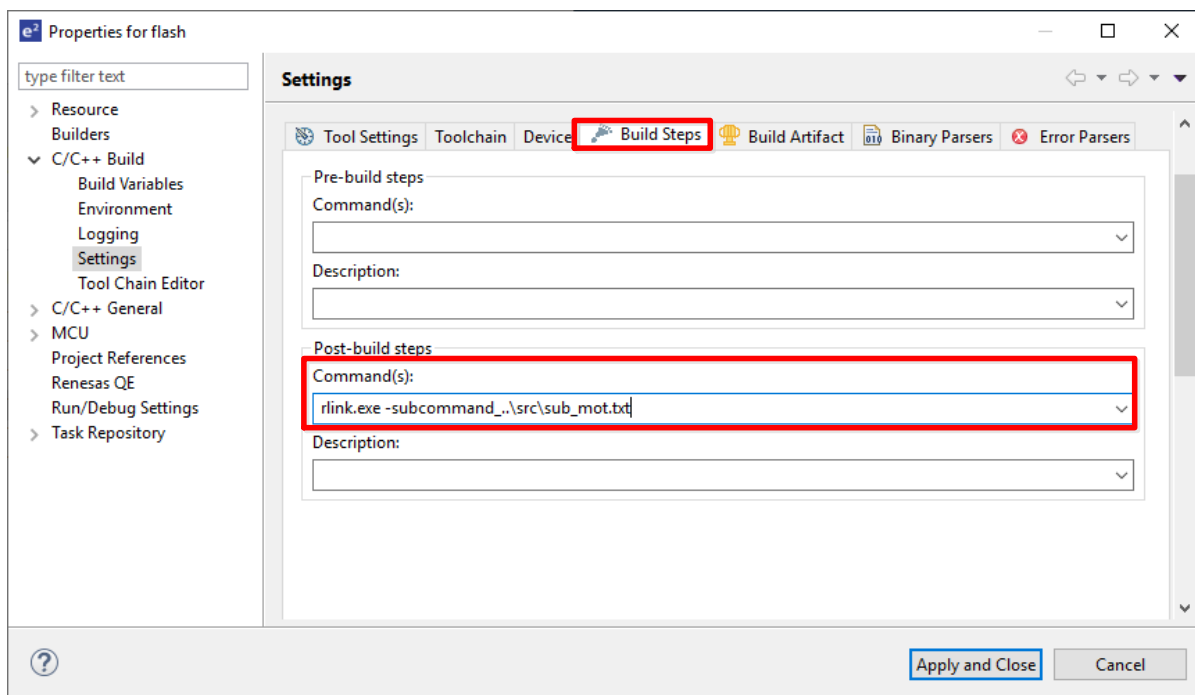 e² Properties for flash
type filter text
Settings
Resource
Builders
C/C++ Build
Build Variables
Environment
Logging
Settings
Tool Chain Editor
C/C++ General
MCU
Project References
Renesas QE
Run/Debug Settings
Task Repository
Tool Settings Toolchain Device Build Steps Build Artifact 010 Binary Parsers Error Parsers
Pre-build steps
Command(s):
Description:
Post-build steps
Command(s):
rlink.exe -subcommand_..\src\sub_mot.txt
Description:
?
Apply and Close Cancel